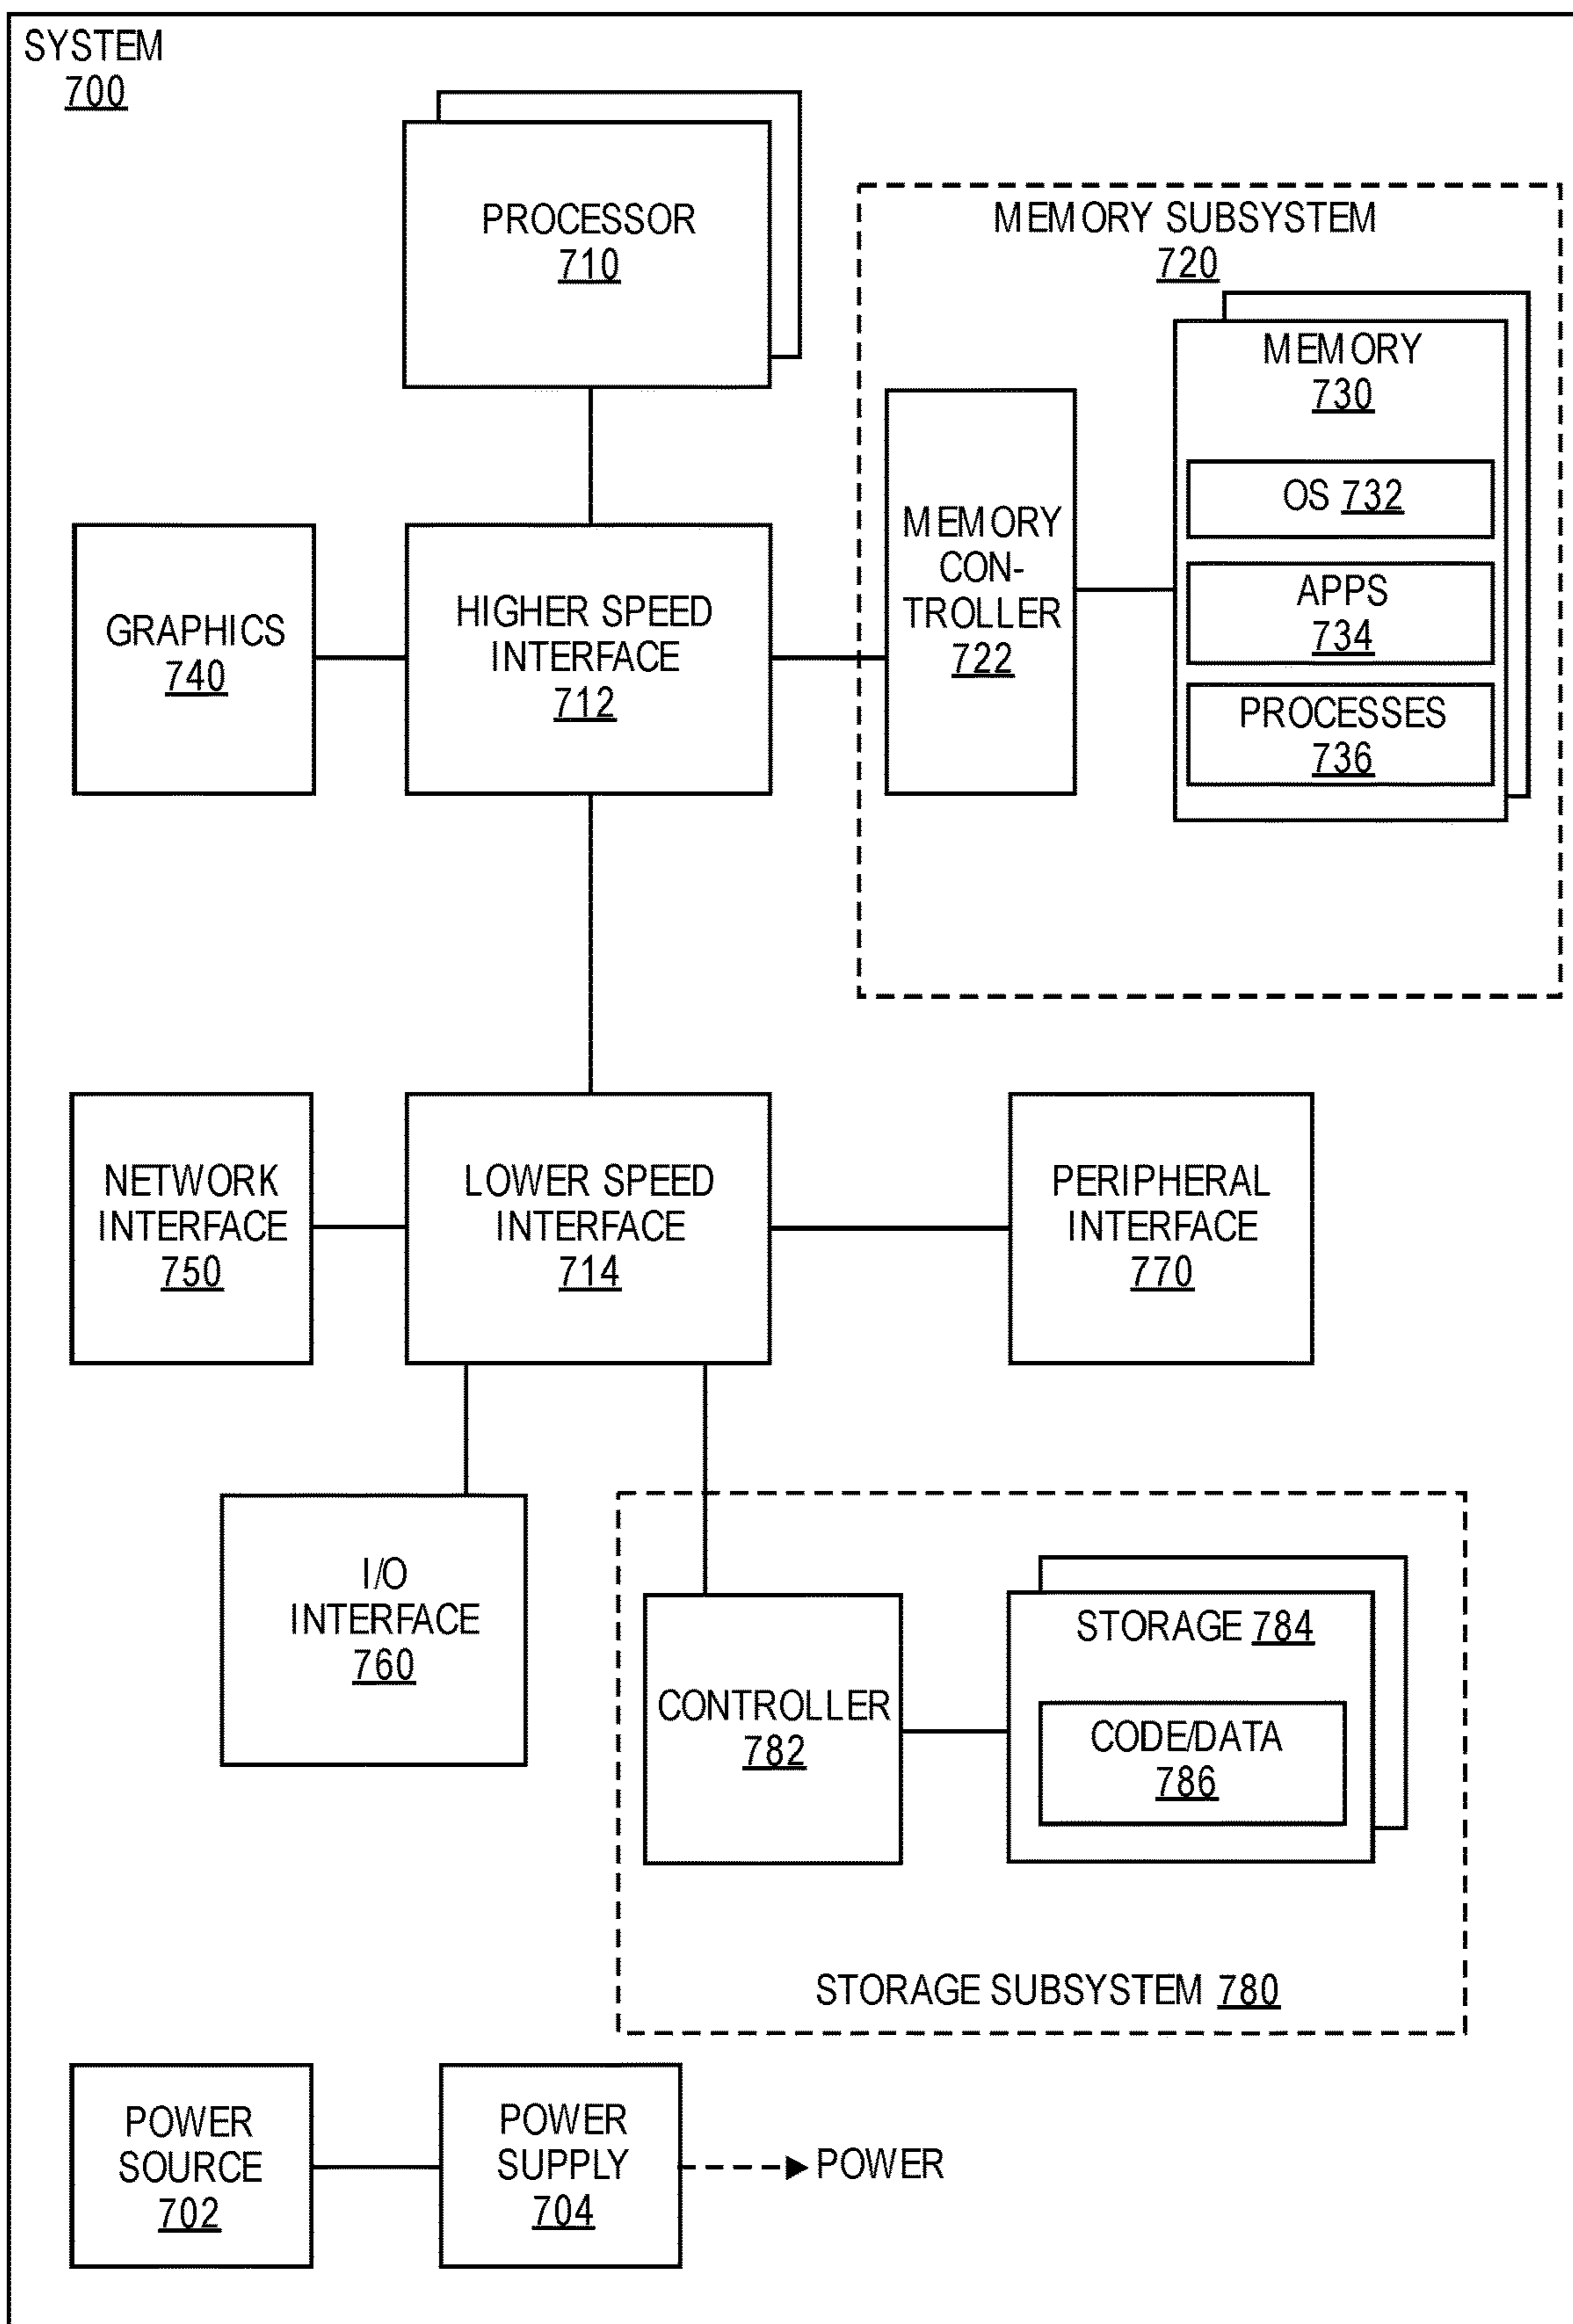 SYSTEM
700
PROCESSOR
710
MEMORY SUBSYSTEM
720
MEMORY
730
OS 732
APPS
734
PROCESSES
736
MEMORY
CON-
TROLLER
722
GRAPHICS
740
HIGHER SPEED
INTERFACE
712
NETWORK
INTERFACE
750
LOWER SPEED
INTERFACE
714
PERIPHERAL
INTERFACE
770
I/O
INTERFACE
760
CONTROLLER
782
STORAGE 784
CODE/DATA
786
STORAGE SUBSYSTEM 780
POWER
SOURCE
702
POWER
SUPPLY
704
POWER